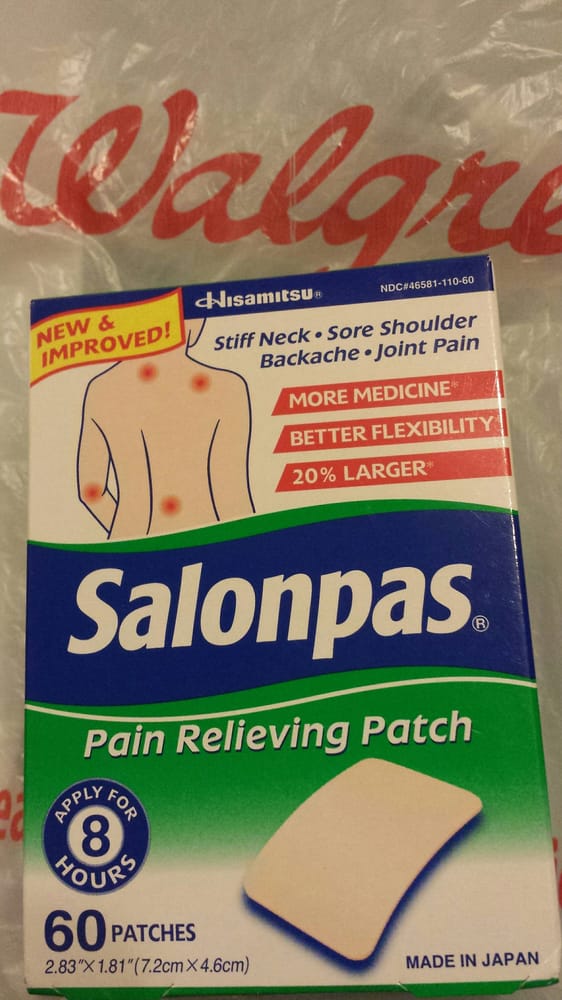 Walgre
Hisamitsu®
NDC#46581-110-60
NEW &
IMPROVED!
Stiff Neck • Sore Shoulder
Backache • Joint Pain
MORE MEDICINE*
BETTER FLEXIBILITY*
20% LARGER*
Salonpas®
Pain Relieving Patch
APPLY FOR
8
HOURS
60 PATCHES
2.83"×1.81"(7.2cm×4.6cm)
MADE IN JAPAN